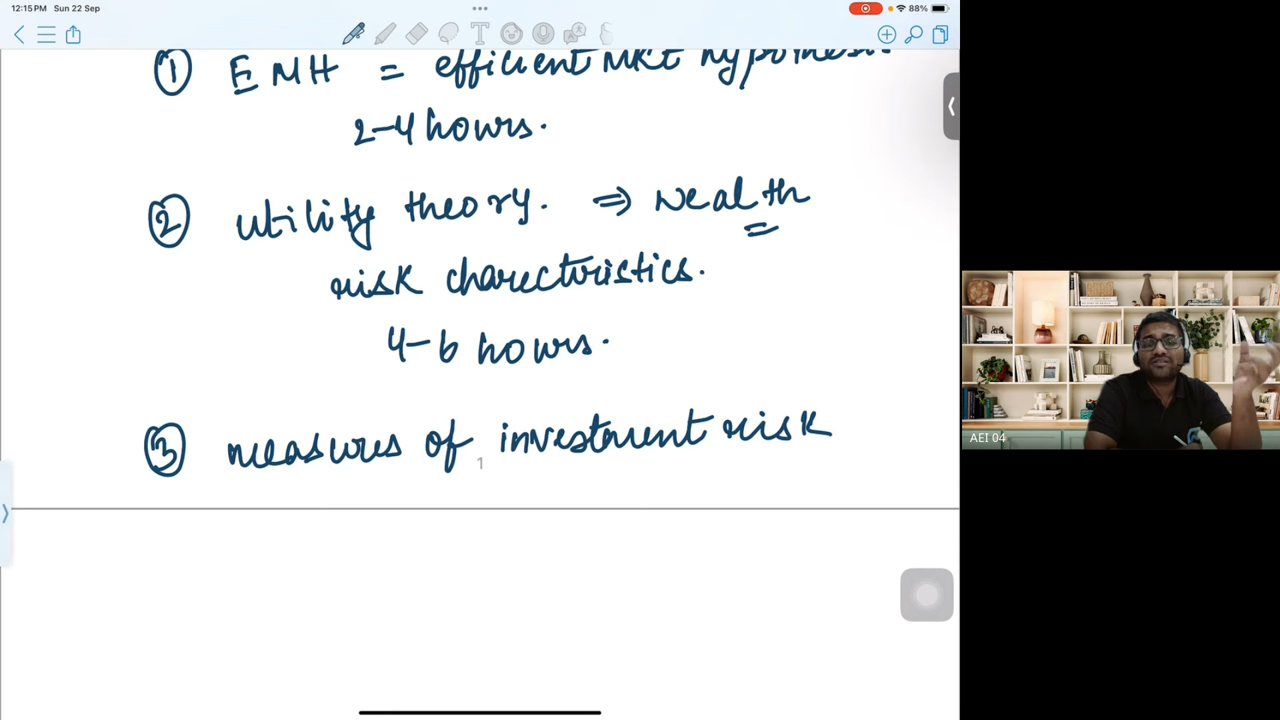 12:15 PM Sun 22 Sep
88%
① EMH = efficient MKT hypothesis
2-4 hours.
② utility theory. ⇒ wealth
risk charecteristics.
4-6 hours.
③ measures of investment risk
1
AEI 04